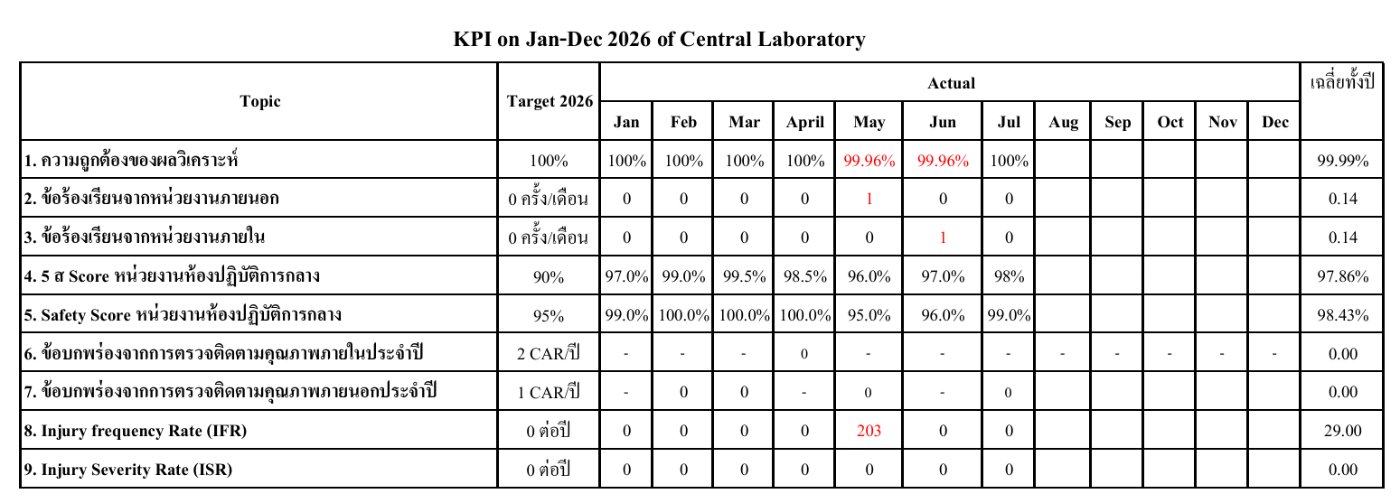 KPI on Jan-Dec 2026 of Central Laboratory
Topic Target 2026 Actual เฉลี่ยทั้งปี
Jan Feb Mar April May Jun Jul Aug Sep Oct Nov Dec
1. ความถูกต้องของผลวิเคราะห์ 100% 100% 100% 100% 100% 99.96% 99.96% 100% 99.99%
2. ข้อร้องเรียนจากหน่วยงานภายนอก 0 ครั้ง/เดือน 0 0 0 0 1 0 0 0.14
3. ข้อร้องเรียนจากหน่วยงานภายใน 0 ครั้ง/เดือน 0 0 0 0 0 1 0 0.14
4. 5 ส Score หน่วยงานห้องปฏิบัติการกลาง 90% 97.0% 99.0% 99.5% 98.5% 96.0% 97.0% 98% 97.86%
5. Safety Score หน่วยงานห้องปฏิบัติการกลาง 95% 99.0% 100.0% 100.0% 100.0% 95.0% 96.0% 99.0% 98.43%
6. ข้อบกพร่องจากการตรวจติดตามคุณภาพภายในประจำปี 2 CAR/ปี - - - 0 - - - - - - - - 0.00
7. ข้อบกพร่องจากการตรวจติดตามคุณภาพภายนอกประจำปี 1 CAR/ปี - 0 0 - 0 - 0 0.00
8. Injury frequency Rate (IFR) 0 ต่อปี 0 0 0 0 203 0 0 29.00
9. Injury Severity Rate (ISR) 0 ต่อปี 0 0 0 0 0 0 0 0.00